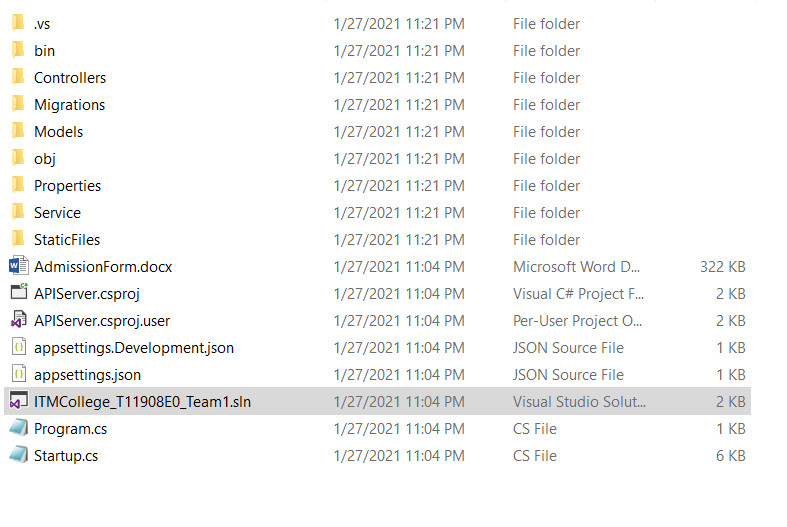 .vs 1/27/2021 11:21 PM File folder
bin 1/27/2021 11:21 PM File folder
Controllers 1/27/2021 11:21 PM File folder
Migrations 1/27/2021 11:21 PM File folder
Models 1/27/2021 11:21 PM File folder
obj 1/27/2021 11:21 PM File folder
Properties 1/27/2021 11:21 PM File folder
Service 1/27/2021 11:21 PM File folder
StaticFiles 1/27/2021 11:21 PM File folder
AdmissionForm.docx 1/27/2021 11:04 PM Microsoft Word D... 322 KB
APIServer.csproj 1/27/2021 11:04 PM Visual C# Project F... 2 KB
APIServer.csproj.user 1/27/2021 11:04 PM Per-User Project O... 2 KB
appsettings.Development.json 1/27/2021 11:04 PM JSON Source File 1 KB
appsettings.json 1/27/2021 11:04 PM JSON Source File 1 KB
ITMCollege_T11908E0_Team1.sln 1/27/2021 11:04 PM Visual Studio Solut... 2 KB
Program.cs 1/27/2021 11:04 PM CS File 1 KB
Startup.cs 1/27/2021 11:04 PM CS File 6 KB